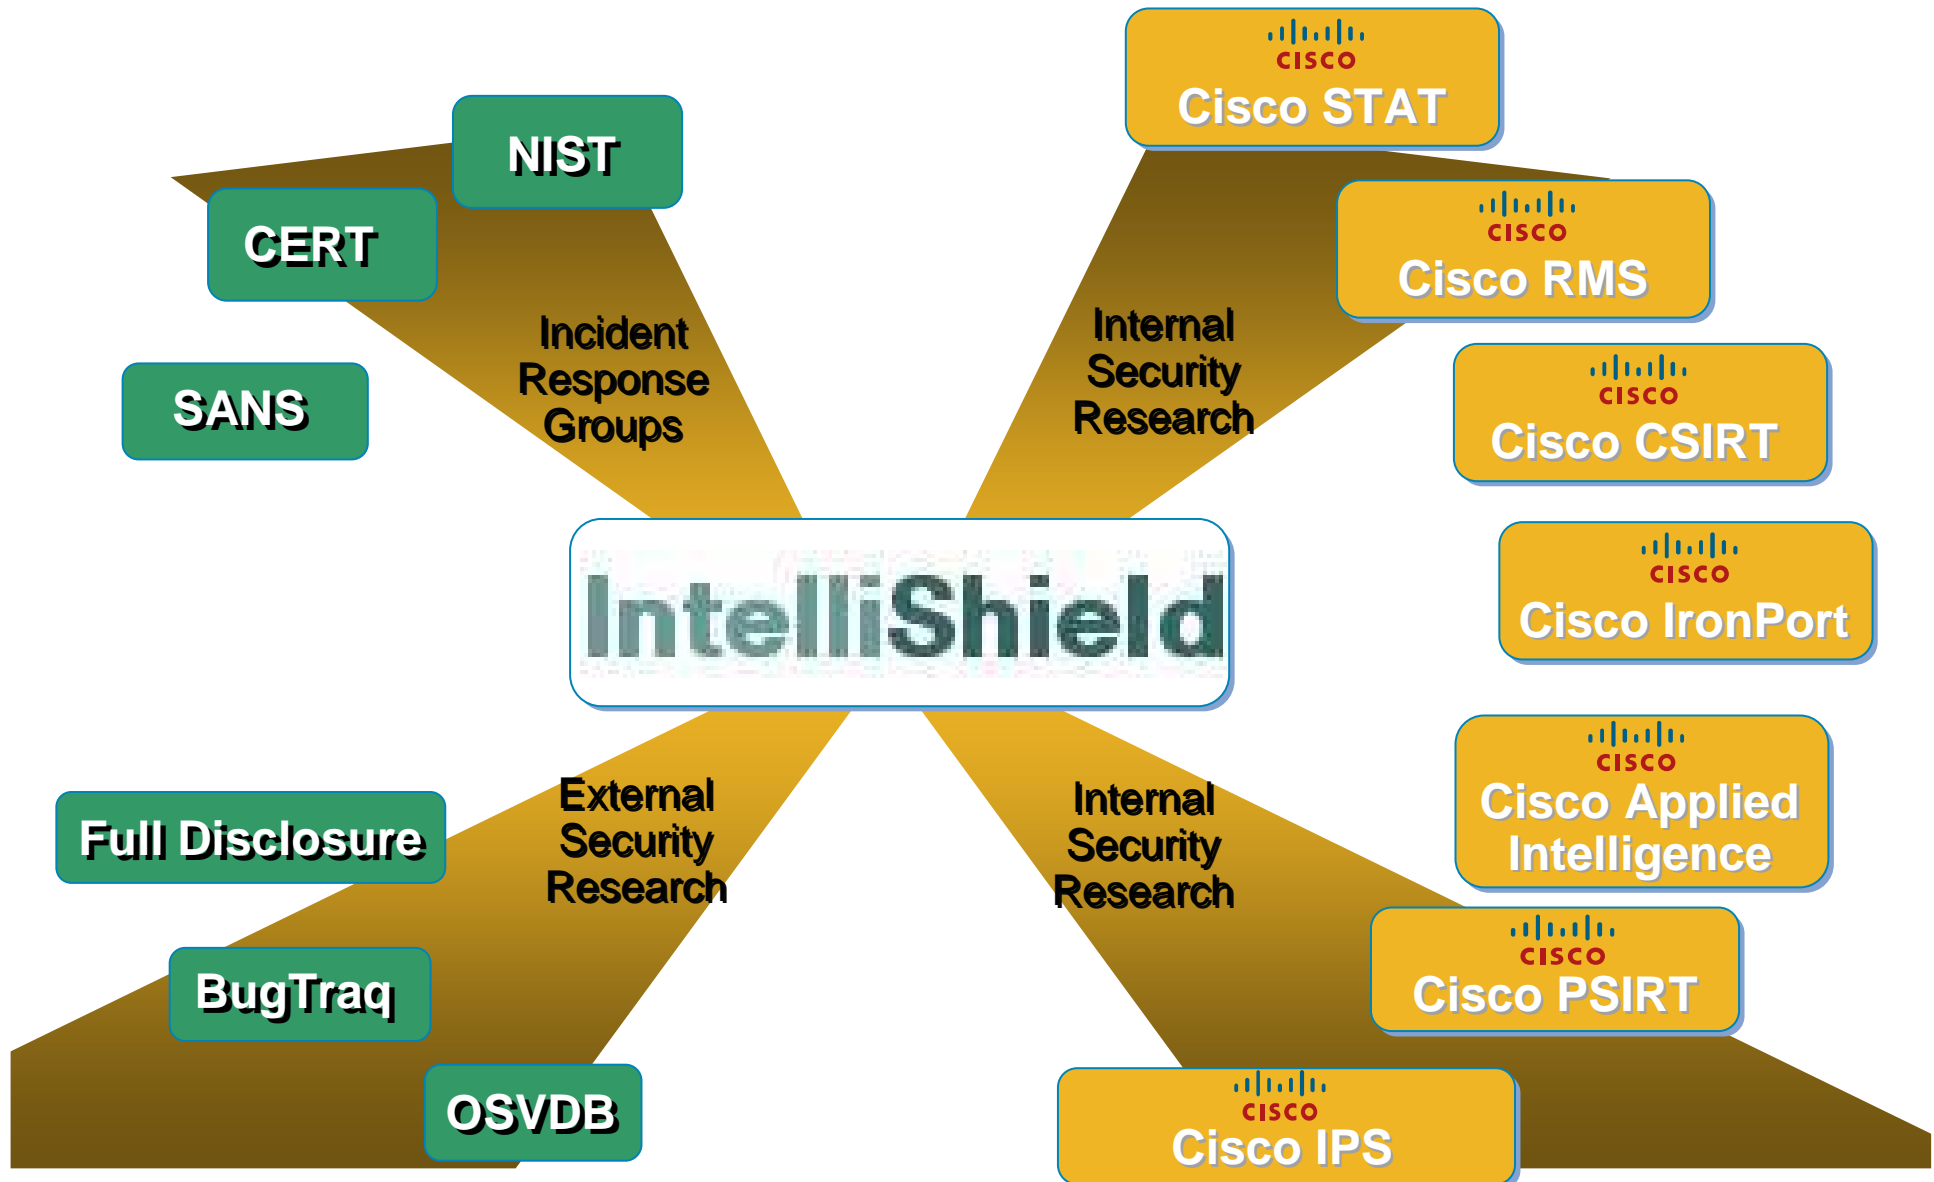 CISCO
Cisco STAT
NIST
CISCO
Cisco RMS
CERT
Incident
Response
Groups
Internal
Security
Research
CISCO
Cisco CSIRT
SANS
CISCO
Cisco IronPort
IntelliShield
CISCO
Cisco Applied
Intelligence
Full Disclosure
External
Security
Research
Internal
Security
Research
CISCO
Cisco PSIRT
BugTraq
OSVDB
CISCO
Cisco IPS